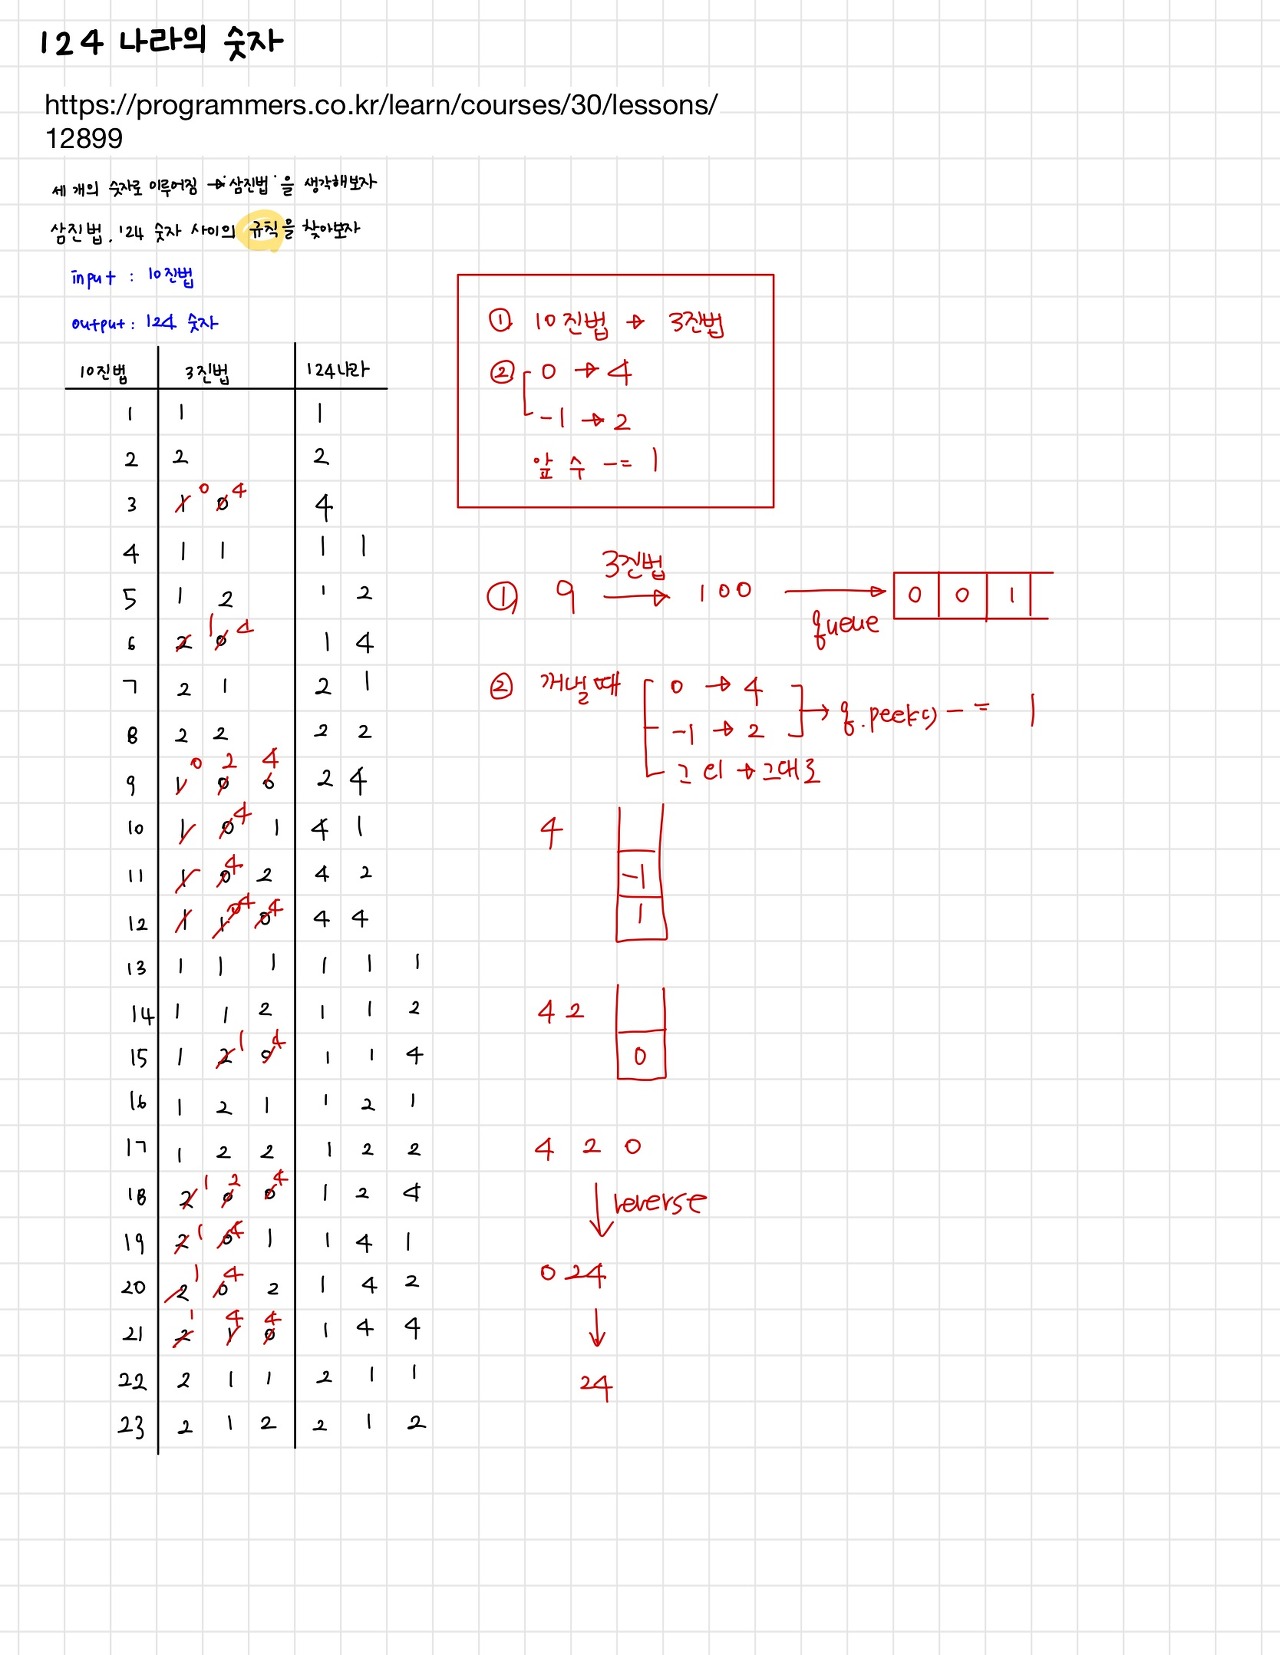 124 나라의 숫자
https://programmers.co.kr/learn/courses/30/lessons/
12899
세 개의 숫자로 이루어짐 → '삼진법' 을 생각해보자
삼진법, 124 숫자 사이의 규칙을 찾아보자
input : 10진법
output : 124 숫자
10진법 3진법 124나라
1 1 1
2 2 2
3 1 0 0 4 4
4 1 1 1 1
5 1 2 1 2
6 2 1 0 4 1 4
7 2 1 2 1
8 2 2 2 2
9 1 0 0 2 0 4 2 4
10 1 0 4 1 4 1
11 1 0 4 2 4 2
12 1 1 0 4 0 4 4 4
13 1 1 1 1 1 1
14 1 1 2 1 1 2
15 1 2 1 0 4 1 1 4
16 1 2 1 1 2 1
17 1 2 2 1 2 2
18 2 1 0 2 0 4 1 2 4
19 2 1 0 4 1 1 4 1
20 2 1 0 4 2 1 4 2
21 2 1 1 4 0 4 1 4 4
22 2 1 1 2 1 1
23 2 1 2 2 1 2
① 10진법 → 3진법
② 0 → 4
-1 → 2
앞 수 -= 1
① 9 3진법 → 100 queue → 0 0 1
② 꺼낼때 0 → 4
-1 → 2 → q.peek() -= 1
그 외 → 그대로
4
-1
1
4 2
0
4 2 0
↓ reverse
0 2 4
↓
24